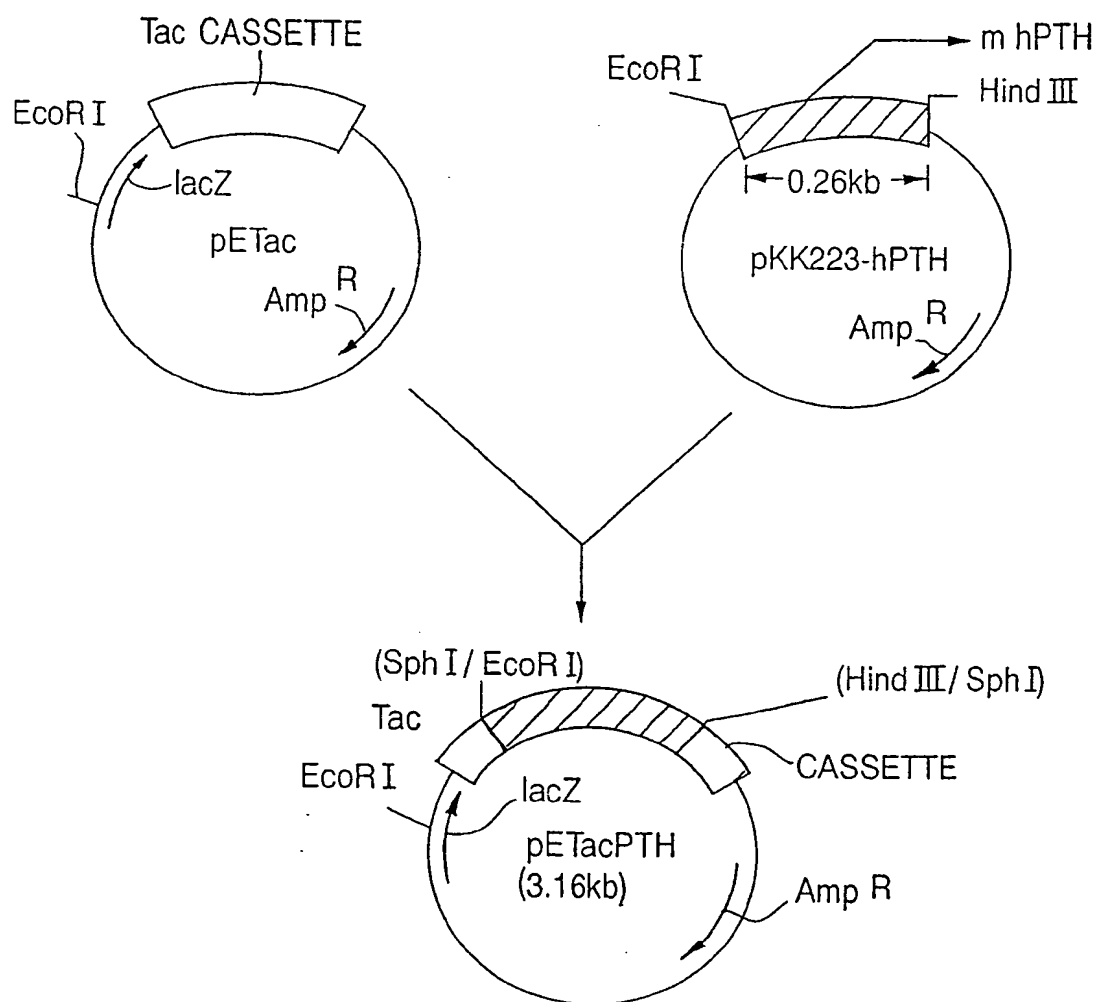 Tac CASSETTE
EcoR I
lacZ
pETac
Amp R
m hPTH
EcoR I
Hind III
0.26kb
pKK223-hPTH
Amp R
(Sph I / EcoR I)
(Hind III / Sph I)
Tac
CASSETTE
EcoR I
lacZ
pETacPTH
(3.16kb)
Amp R